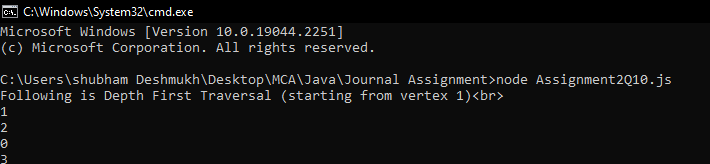 C:\Windows\System32\cmd.exe
Microsoft Windows [Version 10.0.19044.2251]
(c) Microsoft Corporation. All rights reserved.
C:\Users\shubham Deshmukh\Desktop\MCA\Java\Journal Assignment>node Assignment2Q10.js
Following is Depth First Traversal (starting from vertex 1)<br>
1
2
0
3